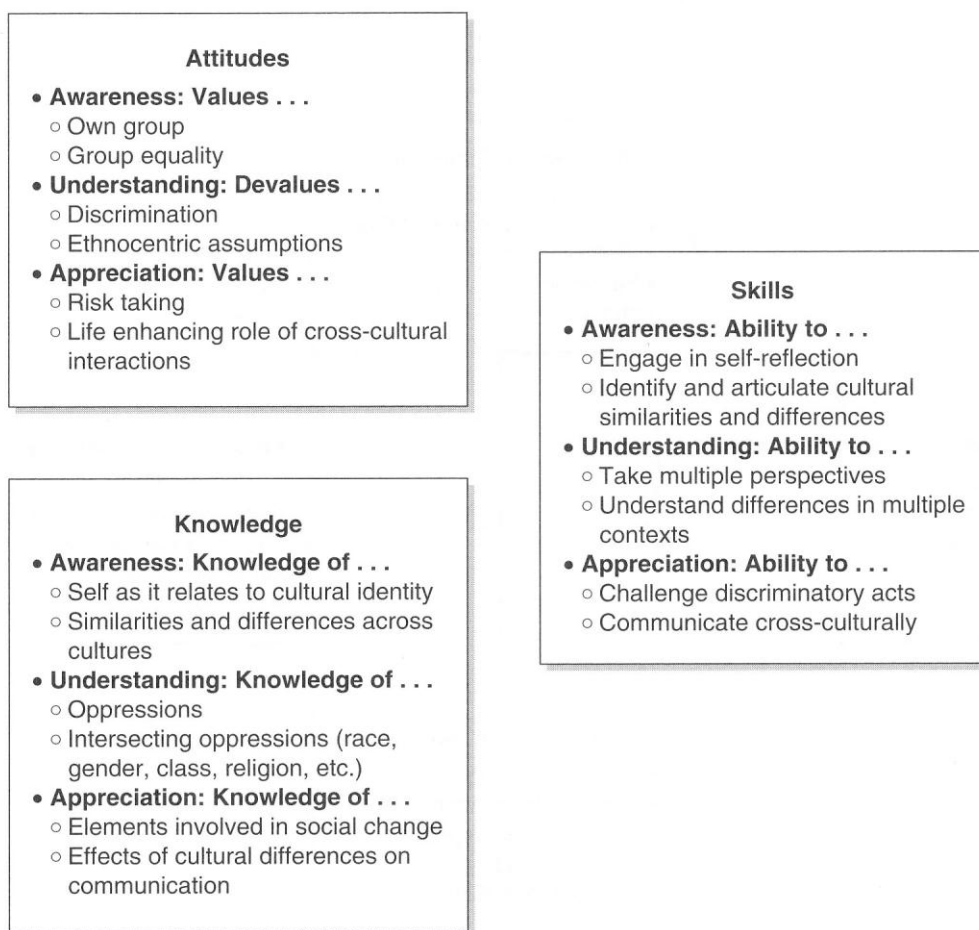 Attitudes
• Awareness: Values . . .
○ Own group
○ Group equality
• Understanding: Devalues . . .
○ Discrimination
○ Ethnocentric assumptions
• Appreciation: Values . . .
○ Risk taking
○ Life enhancing role of cross-cultural
interactions
Knowledge
• Awareness: Knowledge of . . .
○ Self as it relates to cultural identity
○ Similarities and differences across
cultures
• Understanding: Knowledge of . . .
○ Oppressions
○ Intersecting oppressions (race,
gender, class, religion, etc.)
• Appreciation: Knowledge of . . .
○ Elements involved in social change
○ Effects of cultural differences on
communication
Skills
• Awareness: Ability to . . .
○ Engage in self-reflection
○ Identify and articulate cultural
similarities and differences
• Understanding: Ability to . . .
○ Take multiple perspectives
○ Understand differences in multiple
contexts
• Appreciation: Ability to . . .
○ Challenge discriminatory acts
○ Communicate cross-culturally